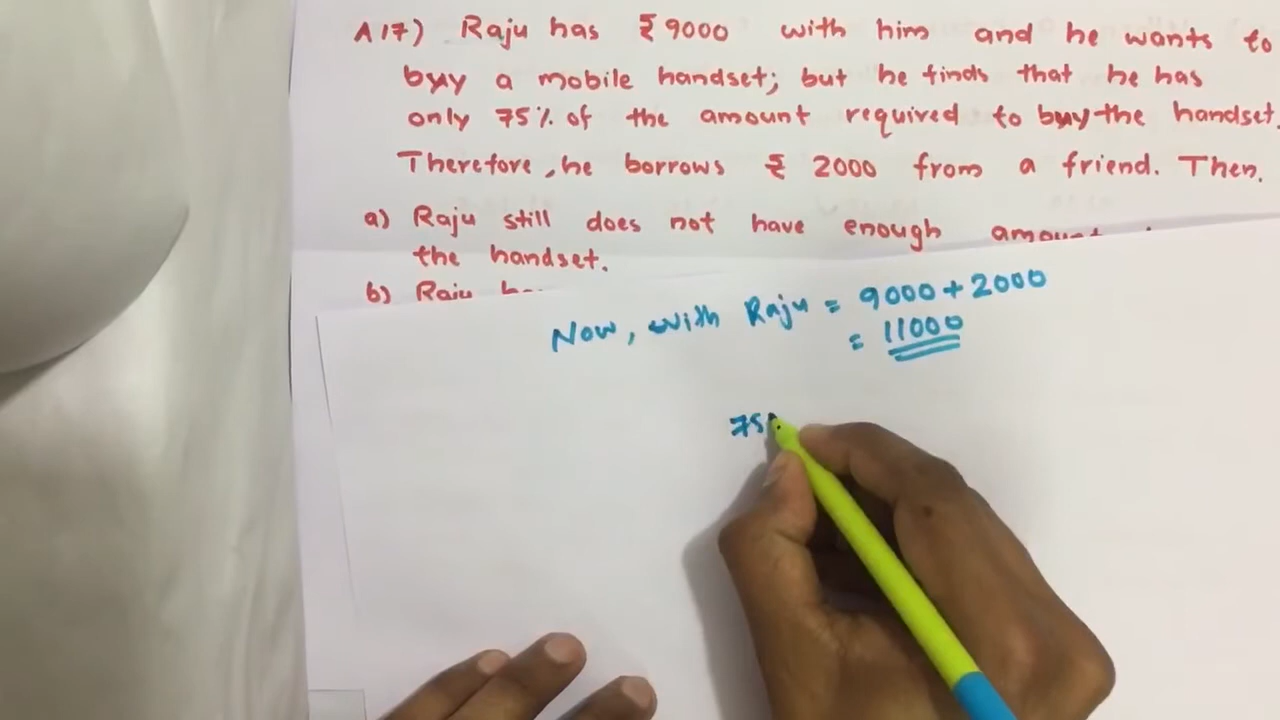 A17) Raju has ₹ 9000 with him and he wants to
buy a mobile handset; but he finds that he has
only 75% of the amount required to buy the handset.
Therefore, he borrows ₹ 2000 from a friend. Then.
a) Raju still does not have enough amount
the handset.
b) Raju
Now, with Raju = 9000 + 2000
= 11000
75